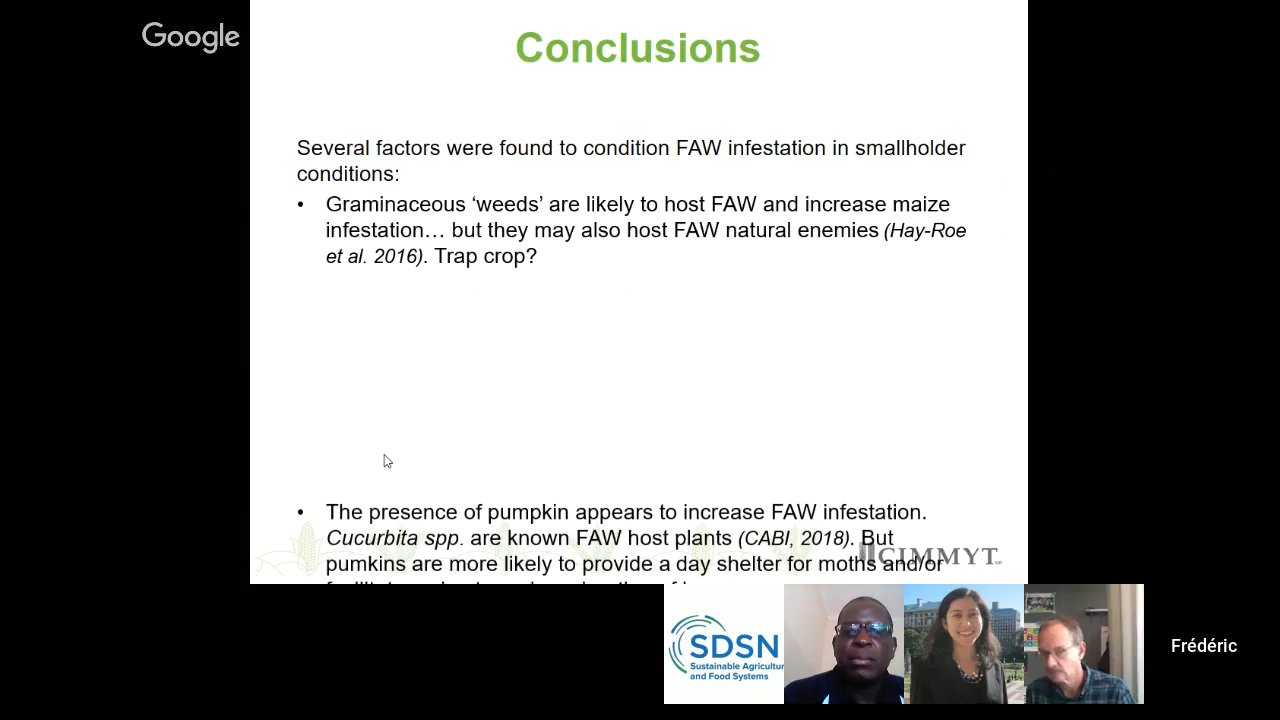 Google
Conclusions
Several factors were found to condition FAW infestation in smallholder
conditions:
• Graminaceous ‘weeds’ are likely to host FAW and increase maize
infestation… but they may also host FAW natural enemies (Hay-Roe
et al. 2016). Trap crop?
• The presence of pumpkin appears to increase FAW infestation.
Cucurbita spp. are known FAW host plants (CABI, 2018). But
pumkins are more likely to provide a day shelter for moths and/or
CIMMYT
SDSN
Sustainable Agricultu
and Food Systems
Frédéric